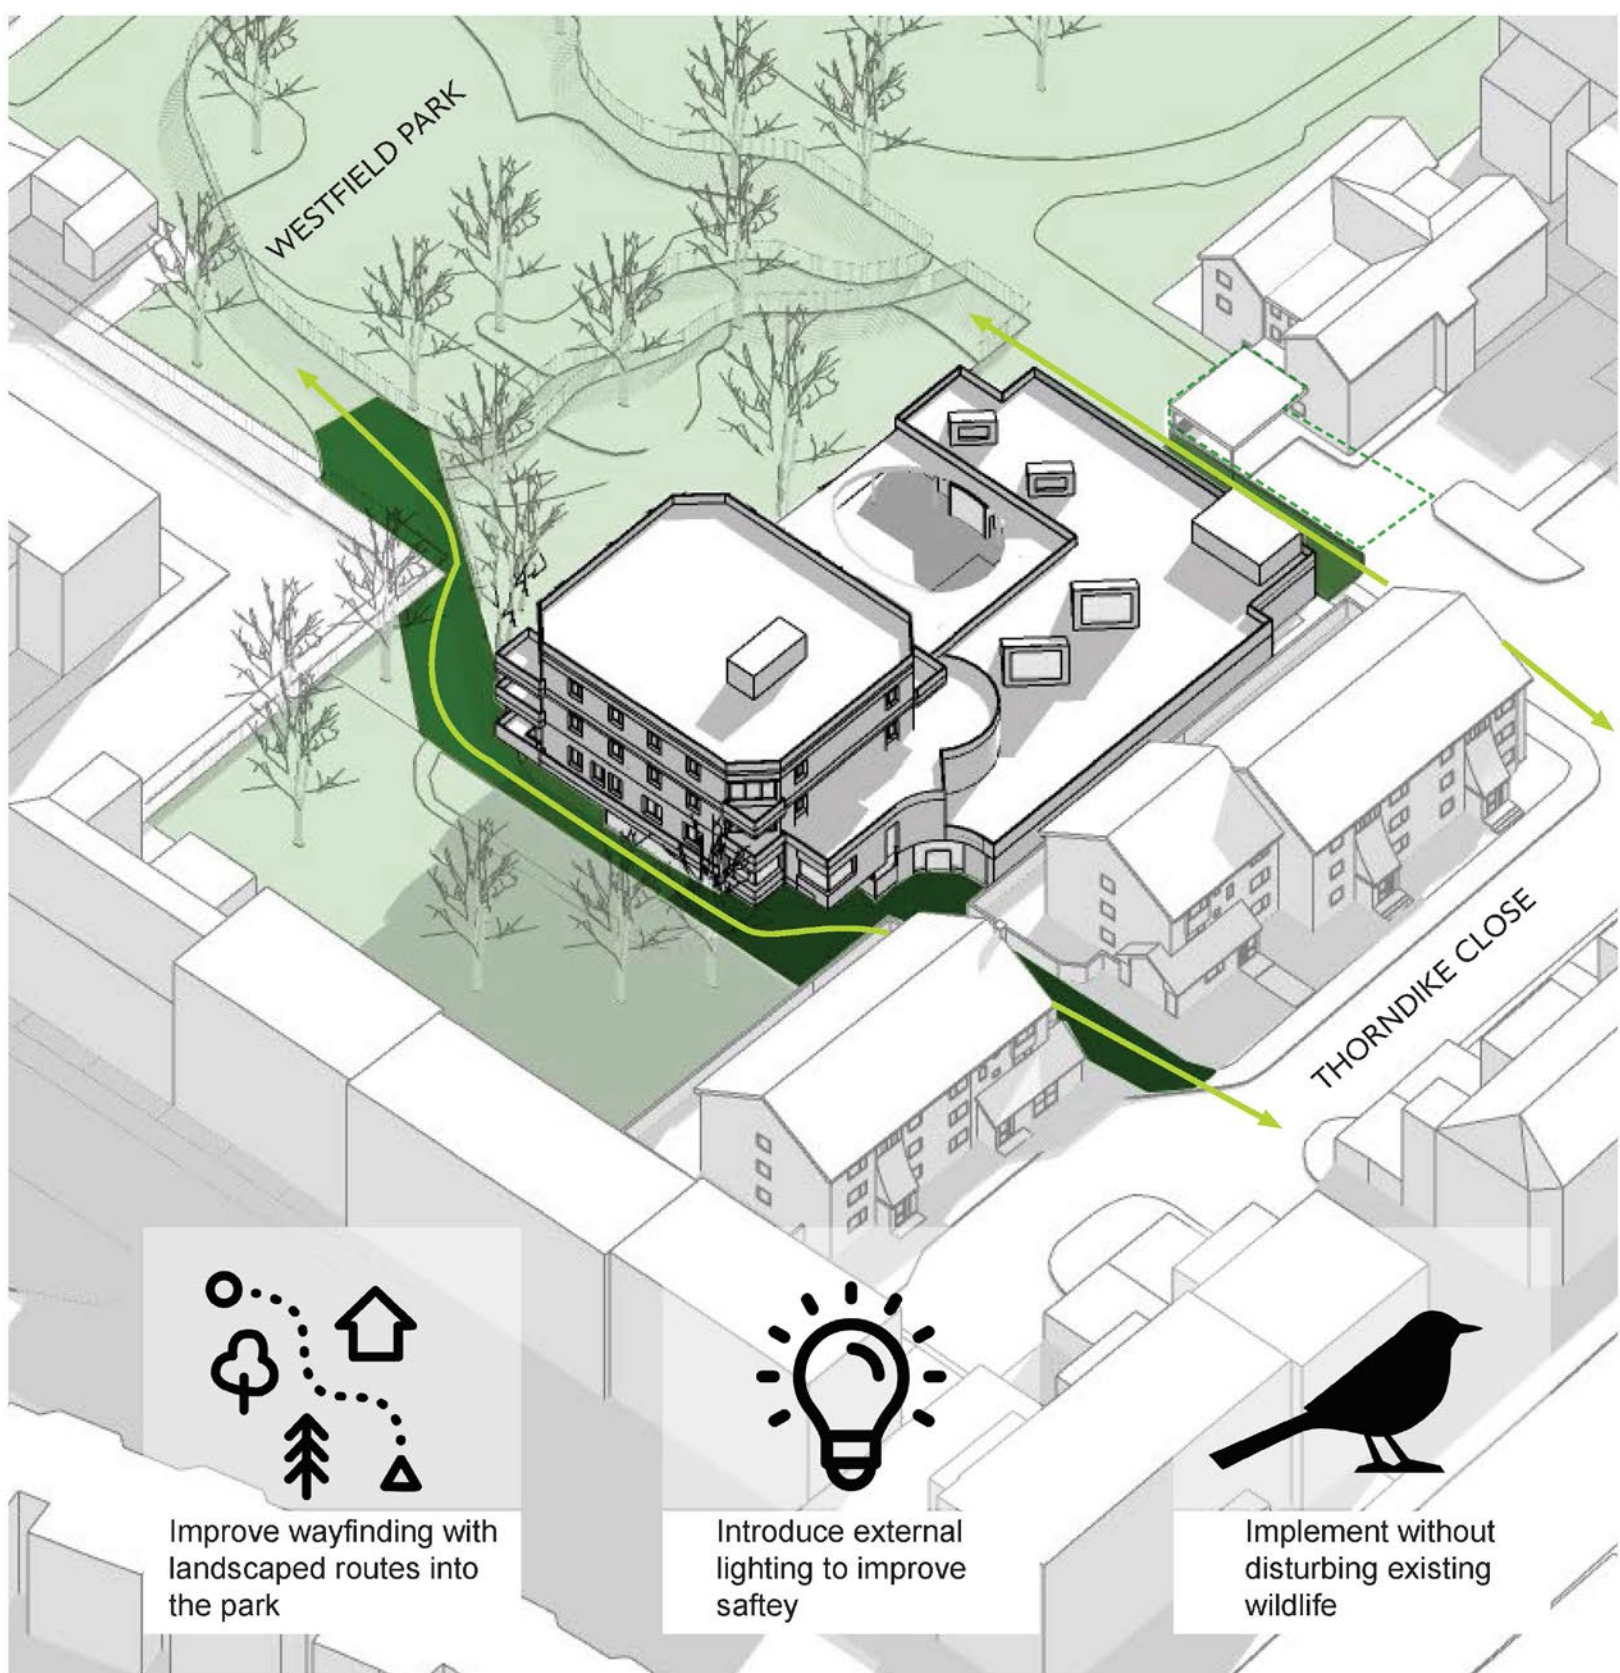 WESTFIELD PARK
THORNDIKE CLOSE
Improve wayfinding with
landscaped routes into
the park
Introduce external
lighting to improve
saftey
Implement without
disturbing existing
wildlife